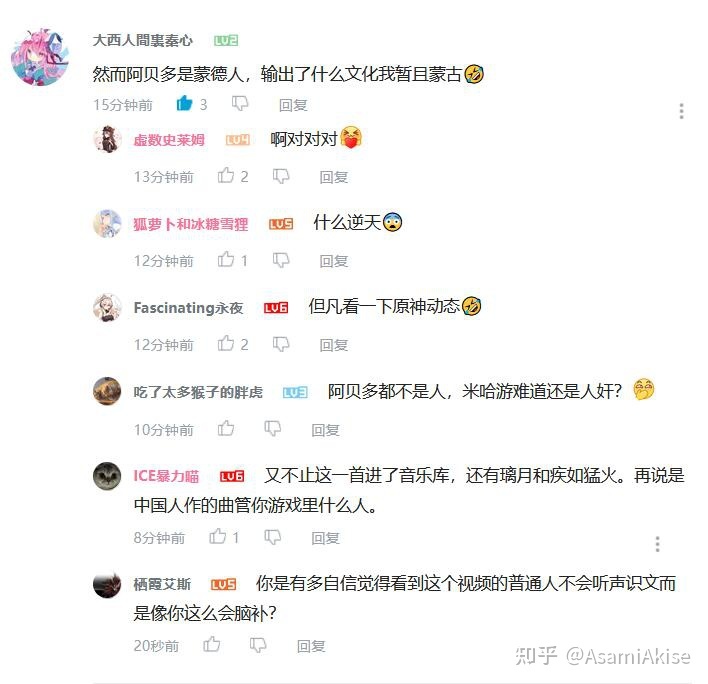 大西人間裏秦心 LV2
然而阿贝多是蒙德人，输出了什么文化我暂且蒙古🤣
15分钟前 3 回复
虚数史莱姆 LV4 啊对对对
13分钟前 2 回复
狐萝卜和冰糖雪狸 LV5 什么逆天😨
12分钟前 1 回复
Fascinating永夜 LV6 但凡看一下原神动态🤣
12分钟前 2 回复
吃了太多猴子的胖虎 LV3 阿贝多都不是人，米哈游难道还是人奸？🤭
10分钟前 回复
ICE暴力喵 LV6 又不止这一首进了音乐库，还有璃月和疾如猛火。再说是
中国人作的曲管你游戏里什么人。
8分钟前 1 回复
栖霞艾斯 LV5 你是有多自信觉得看到这个视频的普通人不会听声识文而
是像你这么会脑补？
20秒前 回复
知乎 @AsamiAkise